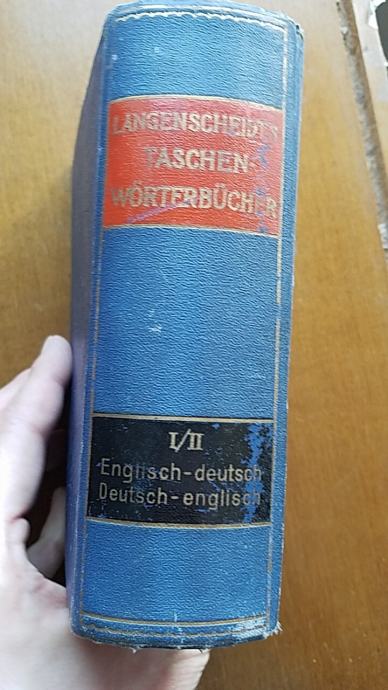 LANGENSCHEIDTS
TASCHEN-
WÖRTERBÜCHER
I/II
Englisch-deutsch
Deutsch-englisch